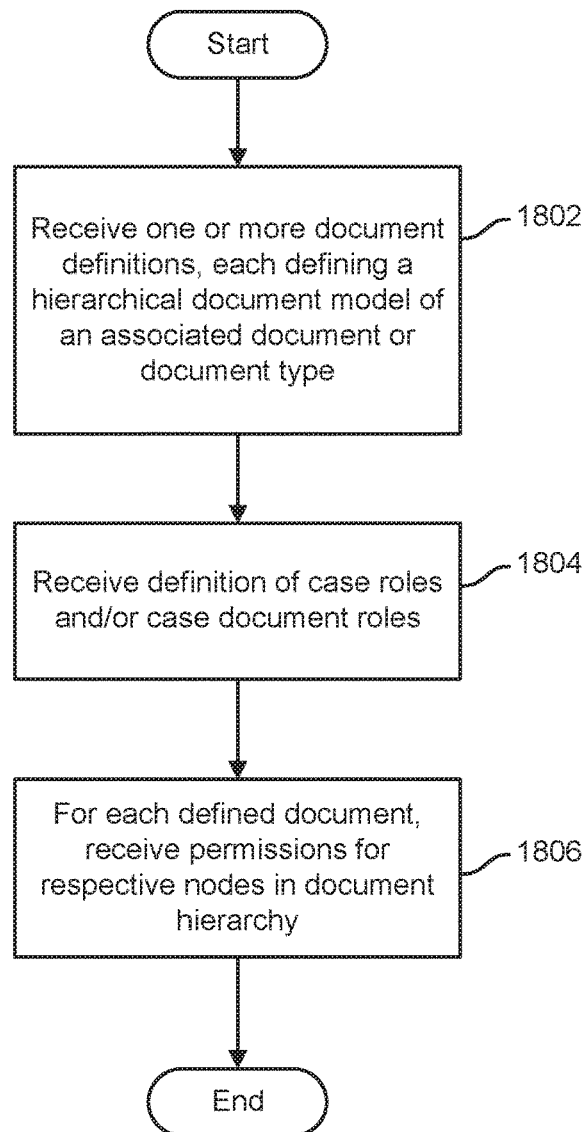 Start
Receive one or more document
definitions, each defining a
hierarchical document model of
an associated document or
document type
1802
Receive definition of case roles
and/or case document roles
1804
For each defined document,
receive permissions for
respective nodes in document
hierarchy
1806
End